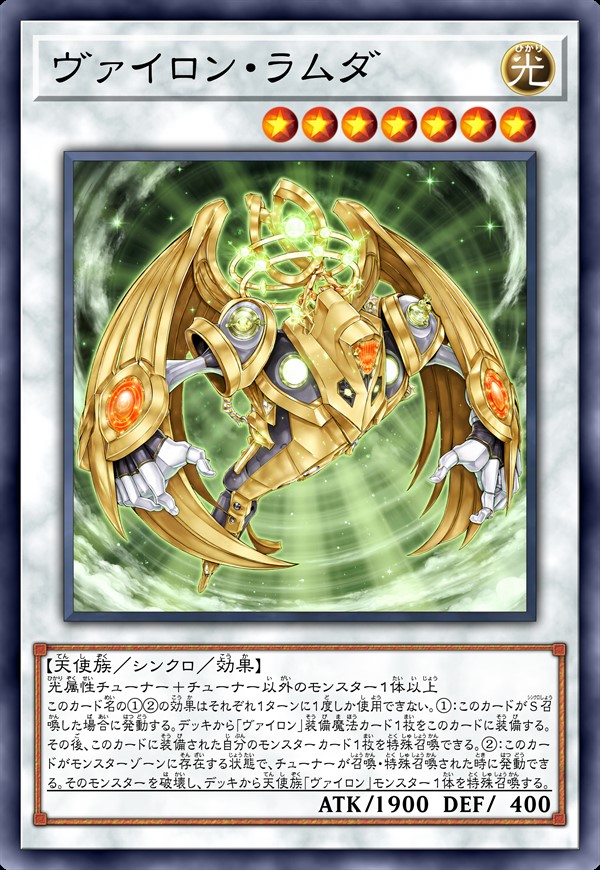 ヴァイロン・ラムダ
光
【天使族／シンクロ／効果】
光属性チューナー＋チューナー以外のモンスター1体以上
このカード名の①②の効果はそれぞれ1ターンに1度しか使用できない。①：このカードがS召
喚した場合に発動する。デッキから「ヴァイロン」装備魔法カード1枚をこのカードに装備する。
その後、このカードに装備された自分のモンスターカード1枚を特殊召喚できる。②：このカー
ドがモンスターゾーンに存在する状態で、チューナーが召喚・特殊召喚された時に発動でき
る。そのモンスターを破壊し、デッキから天使族「ヴァイロン」モンスター1体を特殊召喚する。
ATK/1900 DEF/ 400